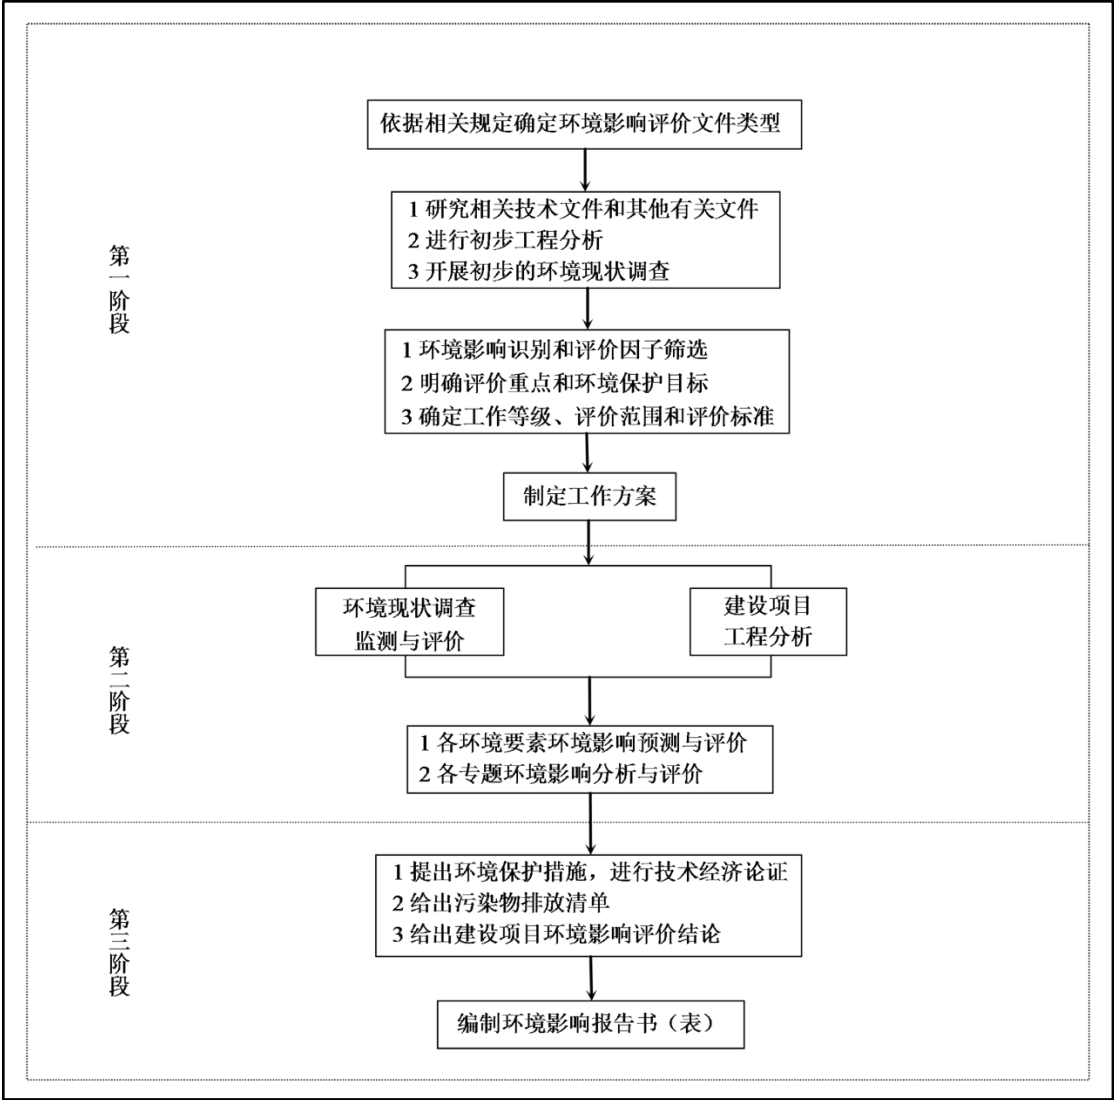 依据相关规定确定环境影响评价文件类型
1 研究相关技术文件和其他有关文件
2 进行初步工程分析
3 开展初步的环境现状调查
第一阶段
1 环境影响识别和评价因子筛选
2 明确评价重点和环境保护目标
3 确定工作等级、评价范围和评价标准
制定工作方案
环境现状调查
监测与评价
建设项目
工程分析
第二阶段
1 各环境要素环境影响预测与评价
2 各专题环境影响分析与评价
1 提出环境保护措施，进行技术经济论证
2 给出污染物排放清单
3 给出建设项目环境影响评价结论
第三阶段
编制环境影响报告书（表）